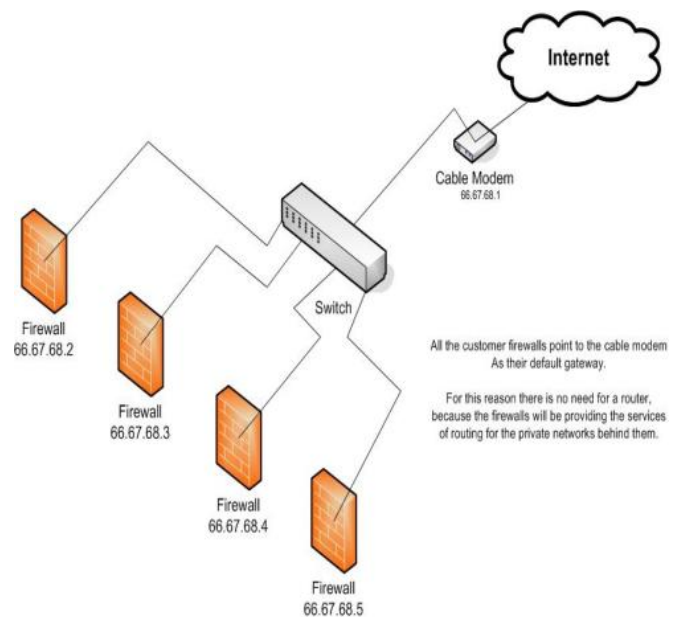 Internet
Cable Modem
66.67.68.1
Switch
Firewall
66.67.68.2
Firewall
66.67.68.3
Firewall
66.67.68.4
Firewall
66.67.68.5
All the customer firewalls point to the cable modem
As their default gateway.
For this reason there is no need for a router,
because the firewalls will be providing the services
of routing for the private networks behind them.